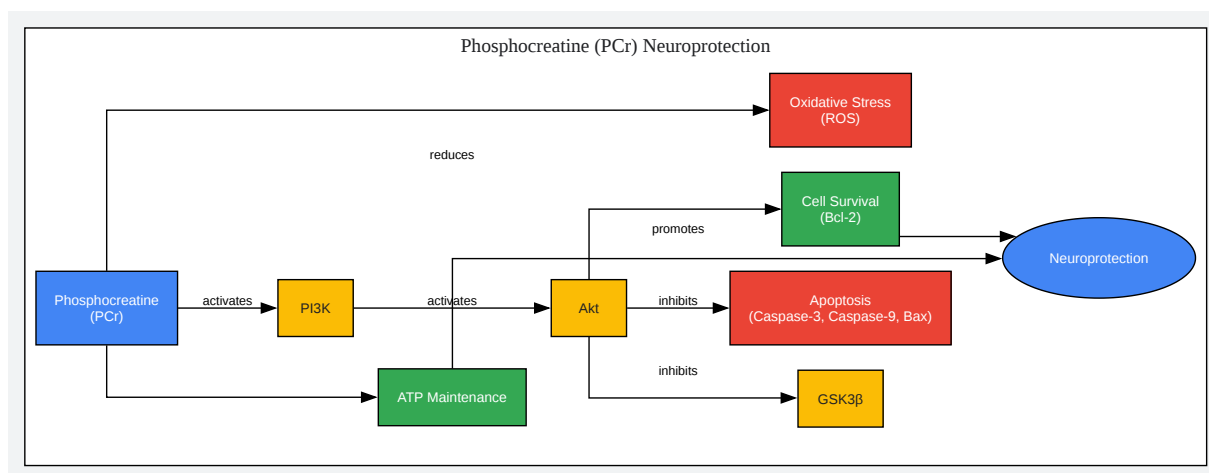 Phosphocreatine (PCr) Neuroprotection
Oxidative Stress
(ROS)
reduces
Cell Survival
(Bcl-2)
promotes
Neuroprotection
Phosphocreatine
(PCr)
activates
PI3K
activates
Akt
inhibits
Apoptosis
(Caspase-3, Caspase-9, Bax)
inhibits
ATP Maintenance
GSK3β